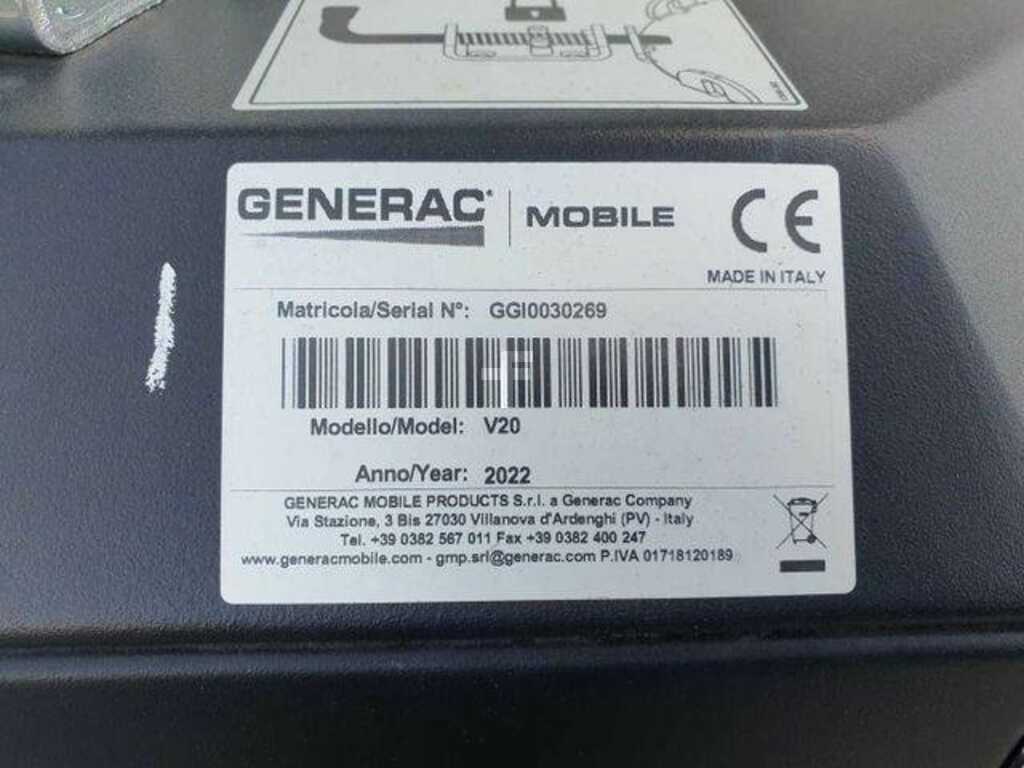 GENERAC® MOBILE CE
MADE IN ITALY
Matricola/Serial N°: GGI0030269
Modello/Model: V20
Anno/Year: 2022
GENERAC MOBILE PRODUCTS S.r.l. a Generac Company
Via Stazione, 3 Bis 27030 Villanova d'Ardenghi (PV) - Italy
Tel. +39 0382 567 011 Fax +39 0382 400 247
www.generacmobile.com - gmp.srl@generac.com P.IVA 01718120189